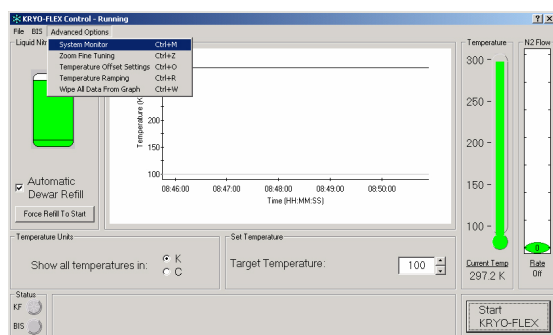 KRYO-FLEX Control - Running
File BIS Advanced Options
System Monitor Ctrl+M
Zoom Fine Tuning Ctrl+Z
Temperature Offset Settings Ctrl+O
Temperature Ramping Ctrl+R
Wipe All Data From Graph Ctrl+W
Liquid Nit
Automatic
Dewar Refill
Force Refill To Start
Temperature (K
200
150
100
08:46:00 08:47:00 08:48:00 08:49:00 08:50:00
Time (HH:MM:SS)
Temperature
300
250
200
150
100
Current Temp
297.2 K
N2 Flow
0
Rate
Off
Temperature Units
Show all temperatures in:
K
C
Set Temperature
Target Temperature:
100
Status
KF
BIS
Start
KRYO-FLEX